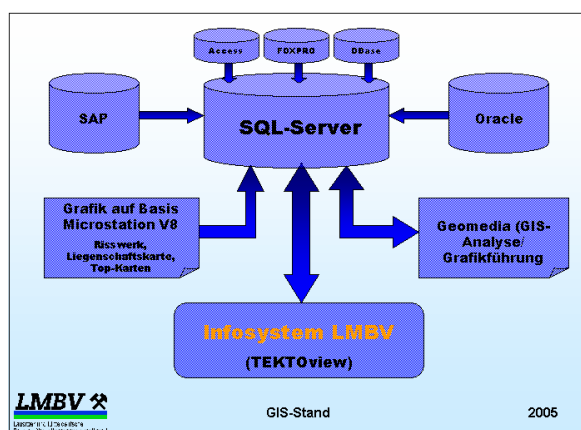 Access
FOXPRO
DBase
SAP
SQL-Server
Oracle
Grafik auf Basis
Microstation V8
Risswerk,
Liegenschaftskarte,
Top-Karten
Geomedia (GIS-
Analyse/
Grafikführung
Infosystem LMBV
(TEKTOview)
LMBV
GIS-Stand
2005